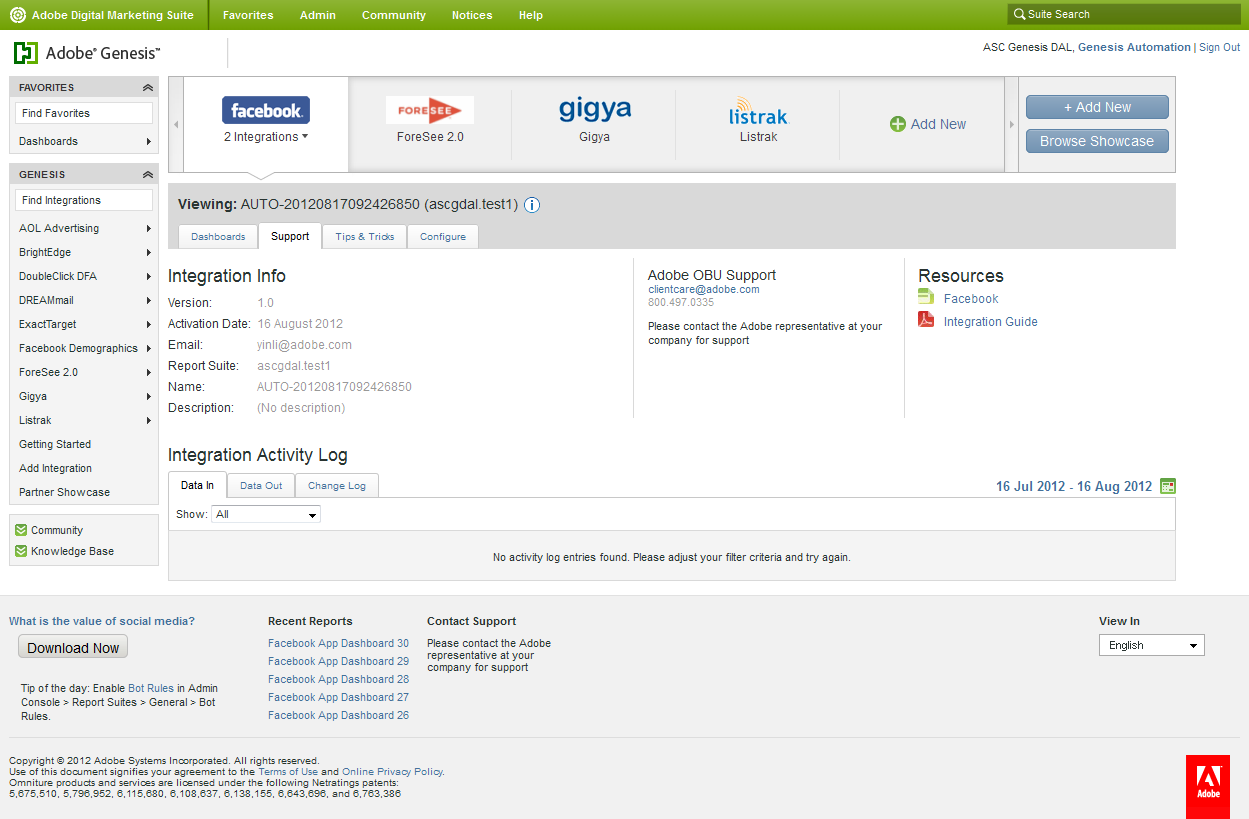 Adobe Digital Marketing Suite
Favorites Admin Community Notices Help
Suite Search
Adobe® Genesis™
ASC Genesis DAL, Genesis Automation | Sign Out
FAVORITES
Find Favorites
Dashboards
GENESIS
Find Integrations
AOL Advertising
BrightEdge
DoubleClick DFA
DREAMmail
ExactTarget
Facebook Demographics
ForeSee 2.0
Gigya
Listrak
Getting Started
Add Integration
Partner Showcase
Community
Knowledge Base
facebook.
2 Integrations
FORESEE
ForeSee 2.0
gigya
Gigya
listrak
Listrak
Add New
+ Add New
Browse Showcase
Viewing: AUTO-20120817092426850 (ascgdal.test1) i
Dashboards Support Tips & Tricks Configure
Integration Info
Version: 1.0
Activation Date: 16 August 2012
Email: yinli@adobe.com
Report Suite: ascgdal.test1
Name: AUTO-20120817092426850
Description: (No description)
Adobe OBU Support
clientcare@adobe.com
800.497.0335
Please contact the Adobe representative at your
company for support
Resources
Facebook
Integration Guide
Integration Activity Log
Data In Data Out Change Log
16 Jul 2012 - 16 Aug 2012
Show: All
No activity log entries found. Please adjust your filter criteria and try again.
What is the value of social media?
Download Now
Tip of the day: Enable Bot Rules in Admin
Console > Report Suites > General > Bot
Rules.
Recent Reports
Facebook App Dashboard 30
Facebook App Dashboard 29
Facebook App Dashboard 28
Facebook App Dashboard 27
Facebook App Dashboard 26
Contact Support
Please contact the Adobe
representative at your
company for support
View In
English
Copyright © 2012 Adobe Systems Incorporated. All rights reserved.
Use of this document signifies your agreement to the Terms of Use and Online Privacy Policy.
Omniture products and services are licensed under the following Netratings patents:
5,675,510, 5,796,952, 6,115,680, 6,108,637, 6,138,155, 6,643,696, and 6,763,386
Adobe